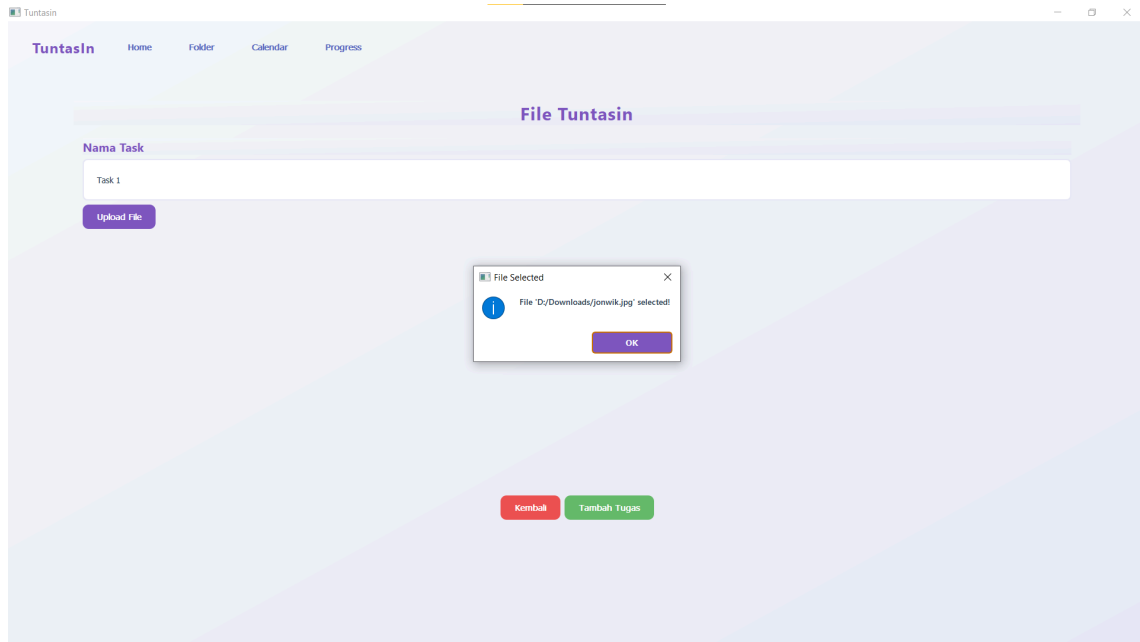 Tuntasin
TuntasIn Home Folder Calendar Progress
File Tuntasin
Nama Task
Task 1
Upload File
File Selected
File 'D:/Downloads/jonwik.jpg' selected!
OK
Kembali Tambah Tugas